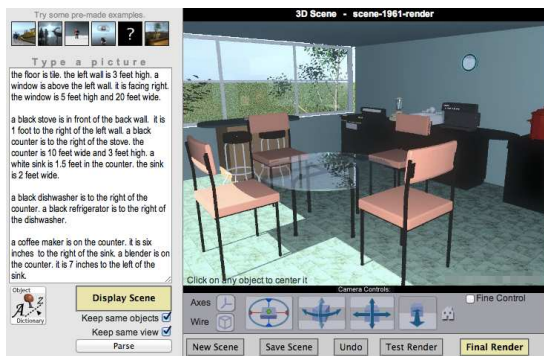 Try some pre-made examples.
?
Type a picture
the floor is tile. the left wall is 3 feet high. a
window is above the left wall. it is facing right.
the window is 5 feet high and 20 feet wide.
a black stove is in front of the back wall. it is
1 foot to the right of the left wall. a black
counter is to the right of the stove. the
counter is 10 feet wide and 3 feet high. a
white sink is 1.5 feet in the counter. the sink
is 2 feet wide.
a black dishwasher is to the right of the
counter. a black refrigerator is to the right of
the dishwasher.
a coffee maker is on the counter. it is six
inches to the right of the sink. a blender is on
the counter. it is 7 inches to the left of the
sink.
Object
A Z
Dictionary
Display Scene
Keep same objects
Keep same view
Parse
3D Scene - scene-1961-render
Click on any object to center it
Camera Controls:
Axes
Wire
Fine Control
New Scene
Save Scene
Undo
Test Render
Final Render